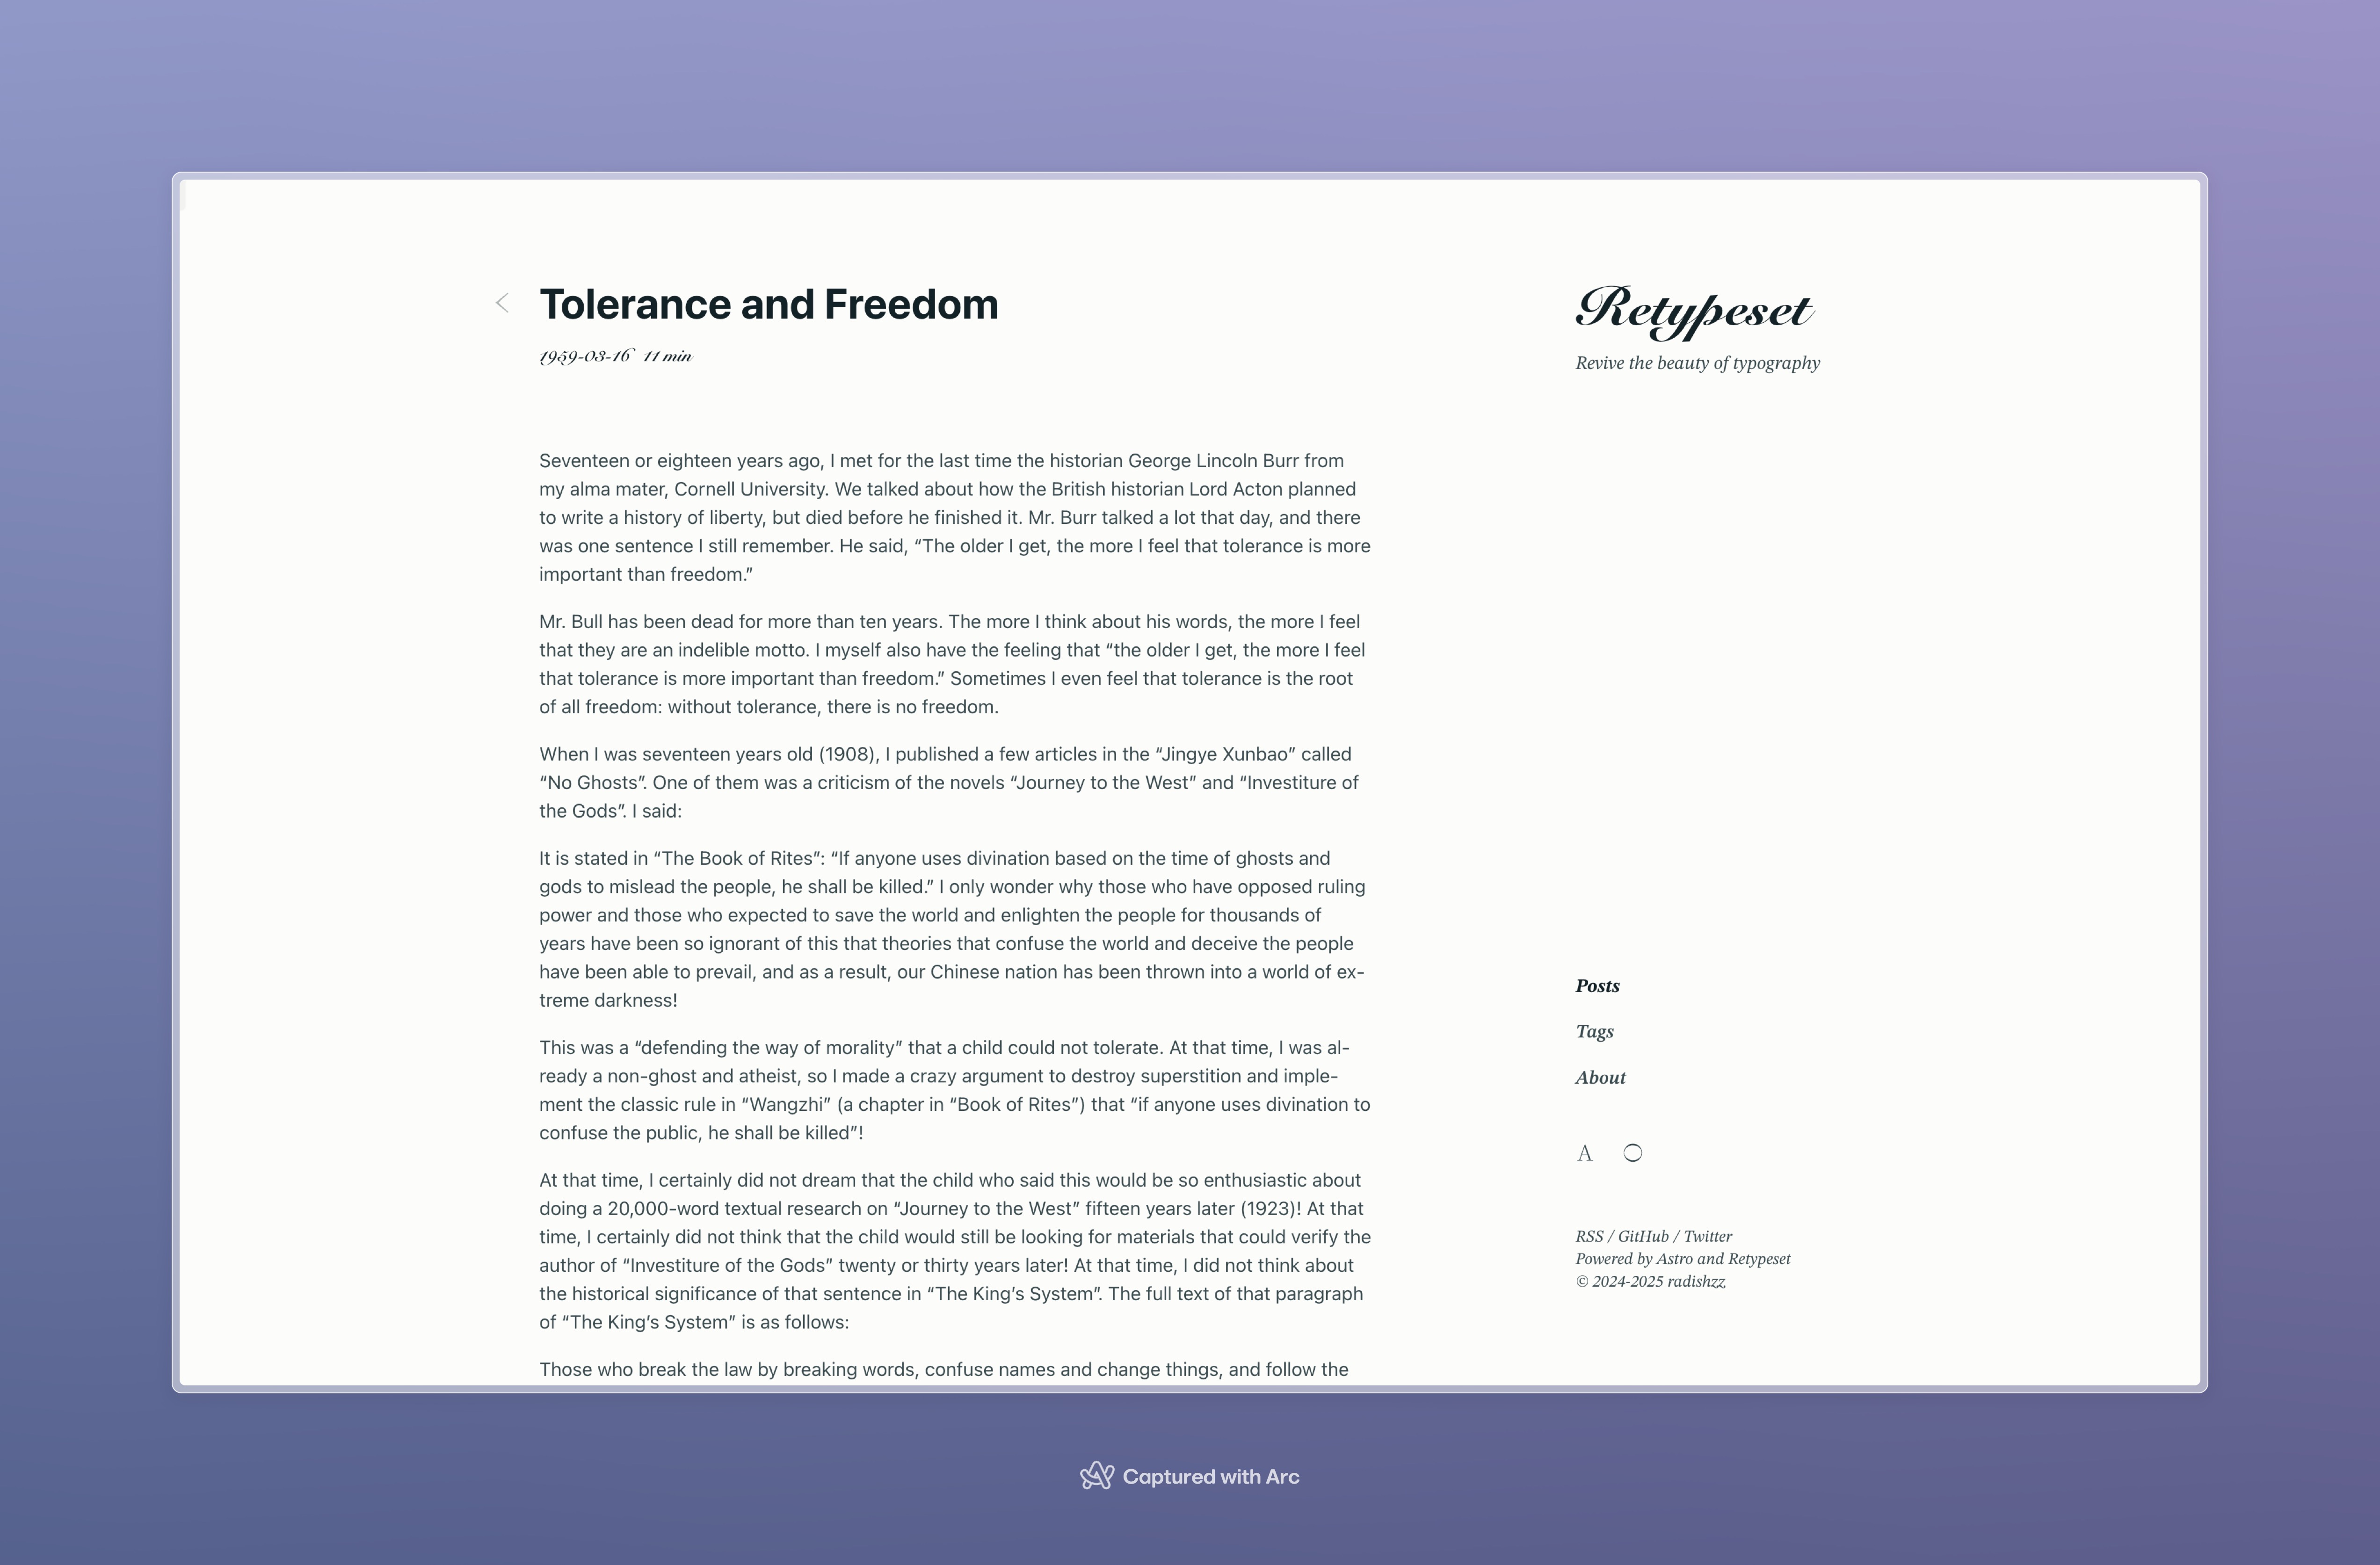 Tolerance and Freedom
1959-03-16 11 min
Seventeen or eighteen years ago, I met for the last time the historian George Lincoln Burr from
my alma mater, Cornell University. We talked about how the British historian Lord Acton planned
to write a history of liberty, but died before he finished it. Mr. Burr talked a lot that day, and there
was one sentence I still remember. He said, “The older I get, the more I feel that tolerance is more
important than freedom.”
Mr. Bull has been dead for more than ten years. The more I think about his words, the more I feel
that they are an indelible motto. I myself also have the feeling that “the older I get, the more I feel
that tolerance is more important than freedom.” Sometimes I even feel that tolerance is the root
of all freedom: without tolerance, there is no freedom.
When I was seventeen years old (1908), I published a few articles in the “Jingye Xunbao” called
“No Ghosts”. One of them was a criticism of the novels “Journey to the West” and “Investiture of
the Gods”. I said:
It is stated in “The Book of Rites”: “If anyone uses divination based on the time of ghosts and
gods to mislead the people, he shall be killed.” I only wonder why those who have opposed ruling
power and those who expected to save the world and enlighten the people for thousands of
years have been so ignorant of this that theories that confuse the world and deceive the people
have been able to prevail, and as a result, our Chinese nation has been thrown into a world of ex-
treme darkness!
This was a “defending the way of morality” that a child could not tolerate. At that time, I was al-
ready a non-ghost and atheist, so I made a crazy argument to destroy superstition and imple-
ment the classic rule in “Wangzhi” (a chapter in “Book of Rites”) that “if anyone uses divination to
confuse the public, he shall be killed”!
At that time, I certainly did not dream that the child who said this would be so enthusiastic about
doing a 20,000-word textual research on “Journey to the West” fifteen years later (1923)! At that
time, I certainly did not think that the child would still be looking for materials that could verify the
author of “Investiture of the Gods” twenty or thirty years later! At that time, I did not think about
the historical significance of that sentence in “The King’s System”. The full text of that paragraph
of “The King’s System” is as follows:
Those who break the law by breaking words, confuse names and change things, and follow the
Retypeset
Revive the beauty of typography
Posts
Tags
About
A
RSS / GitHub / Twitter
Powered by Astro and Retypeset
© 2024-2025 radishzz
Captured with Arc